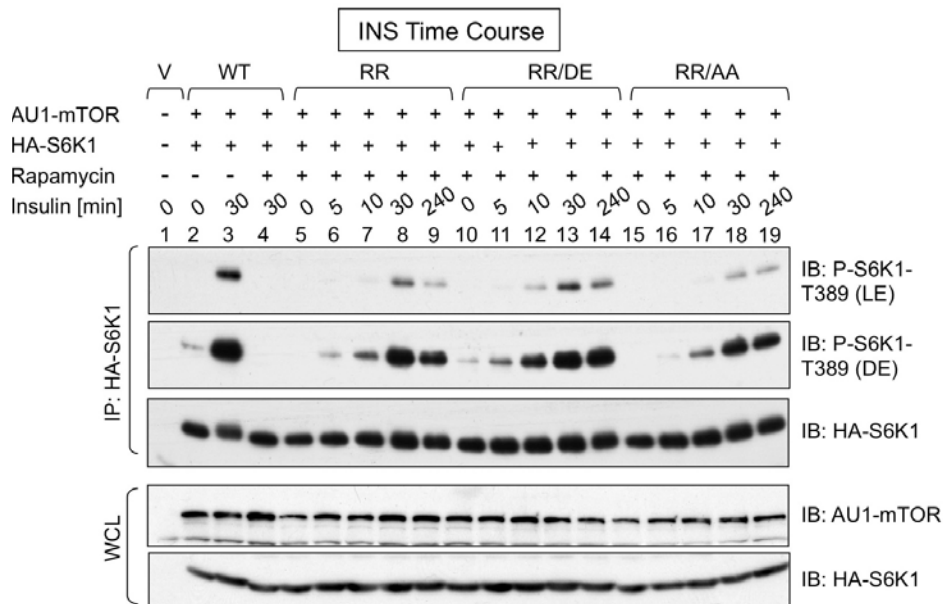 INS Time Course
V WT RR RR/DE RR/AA
AU1-mTOR - + + + + + + + + + + + + + + + + + +
HA-S6K1 - + + + + + + + + + + + + + + + + + +
Rapamycin - - - + + + + + + + + + + + + + + + +
Insulin [min] 0 0 30 30 0 5 10 30 240 0 5 10 30 240 0 5 10 30 240
1 2 3 4 5 6 7 8 9 10 11 12 13 14 15 16 17 18 19
IP: HA-S6K1
IB: P-S6K1-
T389 (LE)
IB: P-S6K1-
T389 (DE)
IB: HA-S6K1
WCL
IB: AU1-mTOR
IB: HA-S6K1